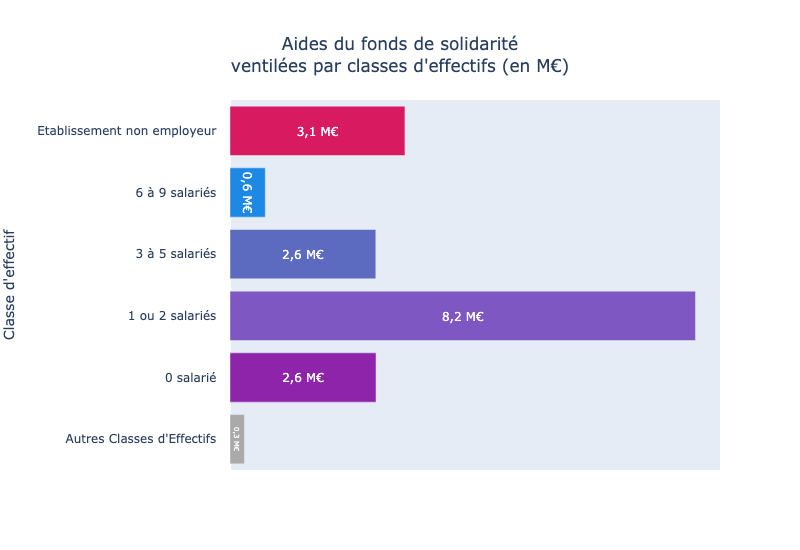 Aides du fonds de solidarité
ventilées par classes d'effectifs (en M€)
Classe d'effectif
Etablissement non employeur
3,1 M€
6 à 9 salariés
0,6 M€
3 à 5 salariés
2,6 M€
1 ou 2 salariés
8,2 M€
0 salarié
2,6 M€
Autres Classes d'Effectifs
0,3 M€